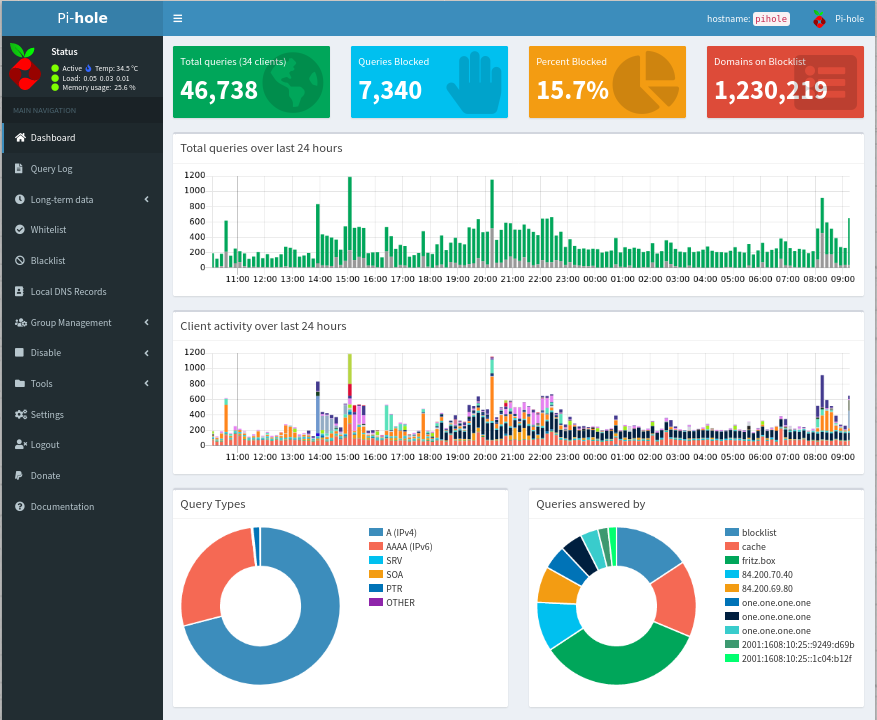 Pi-hole
hostname: pihole
Pi-hole
Status
Active Temp: 34.5 °C
Load: 0.05 0.03 0.01
Memory usage: 25.6 %
MAIN NAVIGATION
Dashboard
Query Log
Long-term data
Whitelist
Blacklist
Local DNS Records
Group Management
Disable
Tools
Settings
Logout
Donate
Documentation
Total queries (34 clients)
46,738
Queries Blocked
7,340
Percent Blocked
15.7%
Domains on Blocklist
1,230,219
Total queries over last 24 hours
1200
1000
800
600
400
200
0
11:00 12:00 13:00 14:00 15:00 16:00 17:00 18:00 19:00 20:00 21:00 22:00 23:00 00:00 01:00 02:00 03:00 04:00 05:00 06:00 07:00 08:00 09:00
Client activity over last 24 hours
1200
1000
800
600
400
200
0
11:00 12:00 13:00 14:00 15:00 16:00 17:00 18:00 19:00 20:00 21:00 22:00 23:00 00:00 01:00 02:00 03:00 04:00 05:00 06:00 07:00 08:00 09:00
Query Types
A (IPv4)
AAAA (IPv6)
SRV
SOA
PTR
OTHER
Queries answered by
blocklist
cache
fritz.box
84.200.70.40
84.200.69.80
one.one.one.one
one.one.one.one
one.one.one.one
2001:1608:10:25::9249:d69b
2001:1608:10:25::1c04:b12f